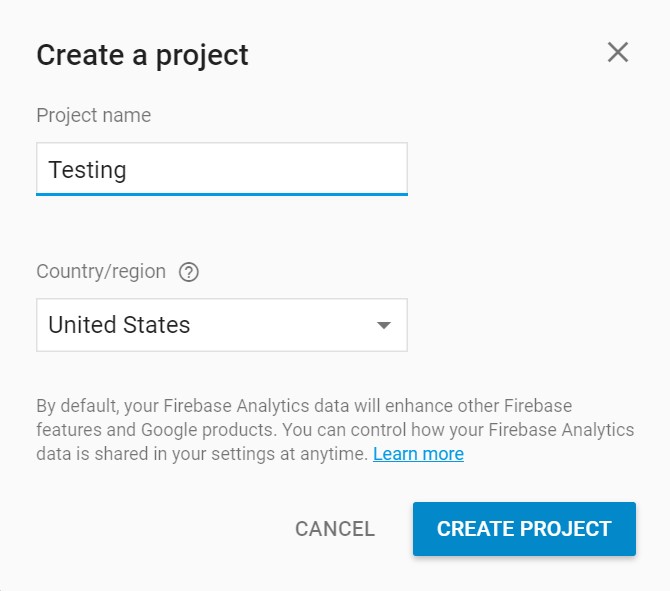 Create a project
Project name
Testing
Country/region
United States
By default, your Firebase Analytics data will enhance other Firebase
features and Google products. You can control how your Firebase Analytics
data is shared in your settings at anytime. Learn more
CANCEL
CREATE PROJECT